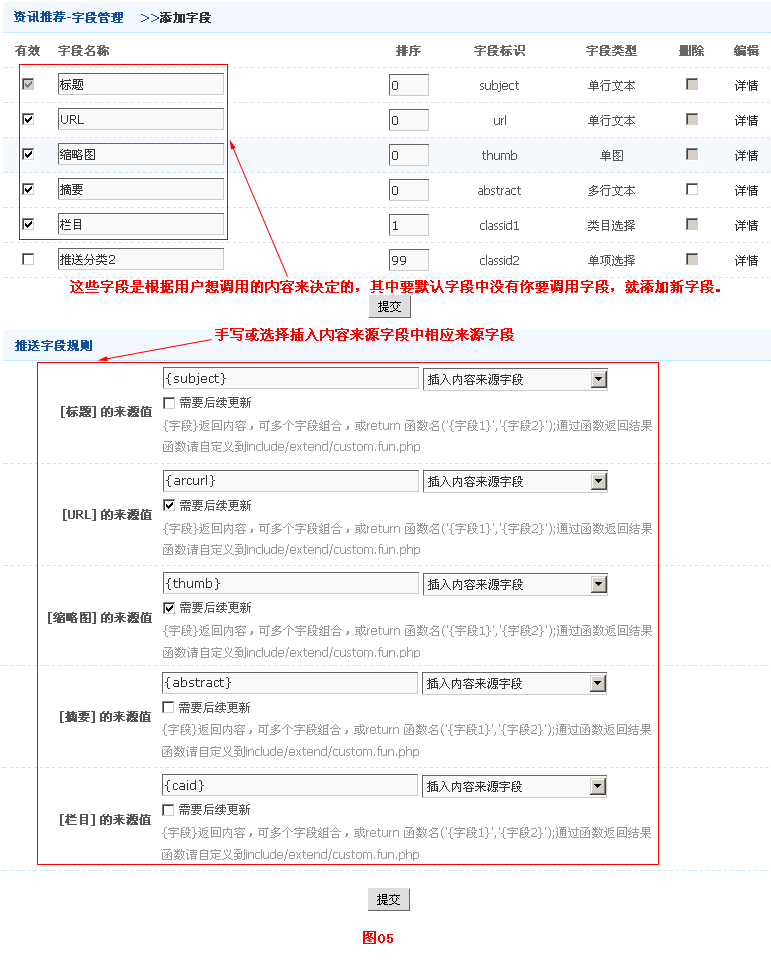 资讯推荐-字段管理 >>添加字段
有效 字段名称 排序 字段标识 字段类型 删除 编辑
标题 0 subject 单行文本 详情
URL 0 url 单行文本 详情
缩略图 0 thumb 单图 详情
摘要 0 abstract 多行文本 详情
栏目 1 classid1 类目选择 详情
推送分类2 99 classid2 单项选择 详情
这些字段是根据用户想调用的内容来决定的，其中要默认字段中没有你要调用字段，就添加新字段。
提交
手写或选择插入内容来源字段中相应来源字段
推送字段规则
{subject} 插入内容来源字段
[标题] 的来源值 需要后续更新
{字段}返回内容，可多个字段组合，或return 函数名('{字段1}','{字段2}');通过函数返回结果
函数请自定义到include/extend/custom.fun.php
{arcurl} 插入内容来源字段
[URL] 的来源值 需要后续更新
{字段}返回内容，可多个字段组合，或return 函数名('{字段1}','{字段2}');通过函数返回结果
函数请自定义到include/extend/custom.fun.php
{thumb} 插入内容来源字段
[缩略图] 的来源值 需要后续更新
{字段}返回内容，可多个字段组合，或return 函数名('{字段1}','{字段2}');通过函数返回结果
函数请自定义到include/extend/custom.fun.php
{abstract} 插入内容来源字段
[摘要] 的来源值 需要后续更新
{字段}返回内容，可多个字段组合，或return 函数名('{字段1}','{字段2}');通过函数返回结果
函数请自定义到include/extend/custom.fun.php
{caid} 插入内容来源字段
[栏目] 的来源值 需要后续更新
{字段}返回内容，可多个字段组合，或return 函数名('{字段1}','{字段2}');通过函数返回结果
函数请自定义到include/extend/custom.fun.php
提交
图05